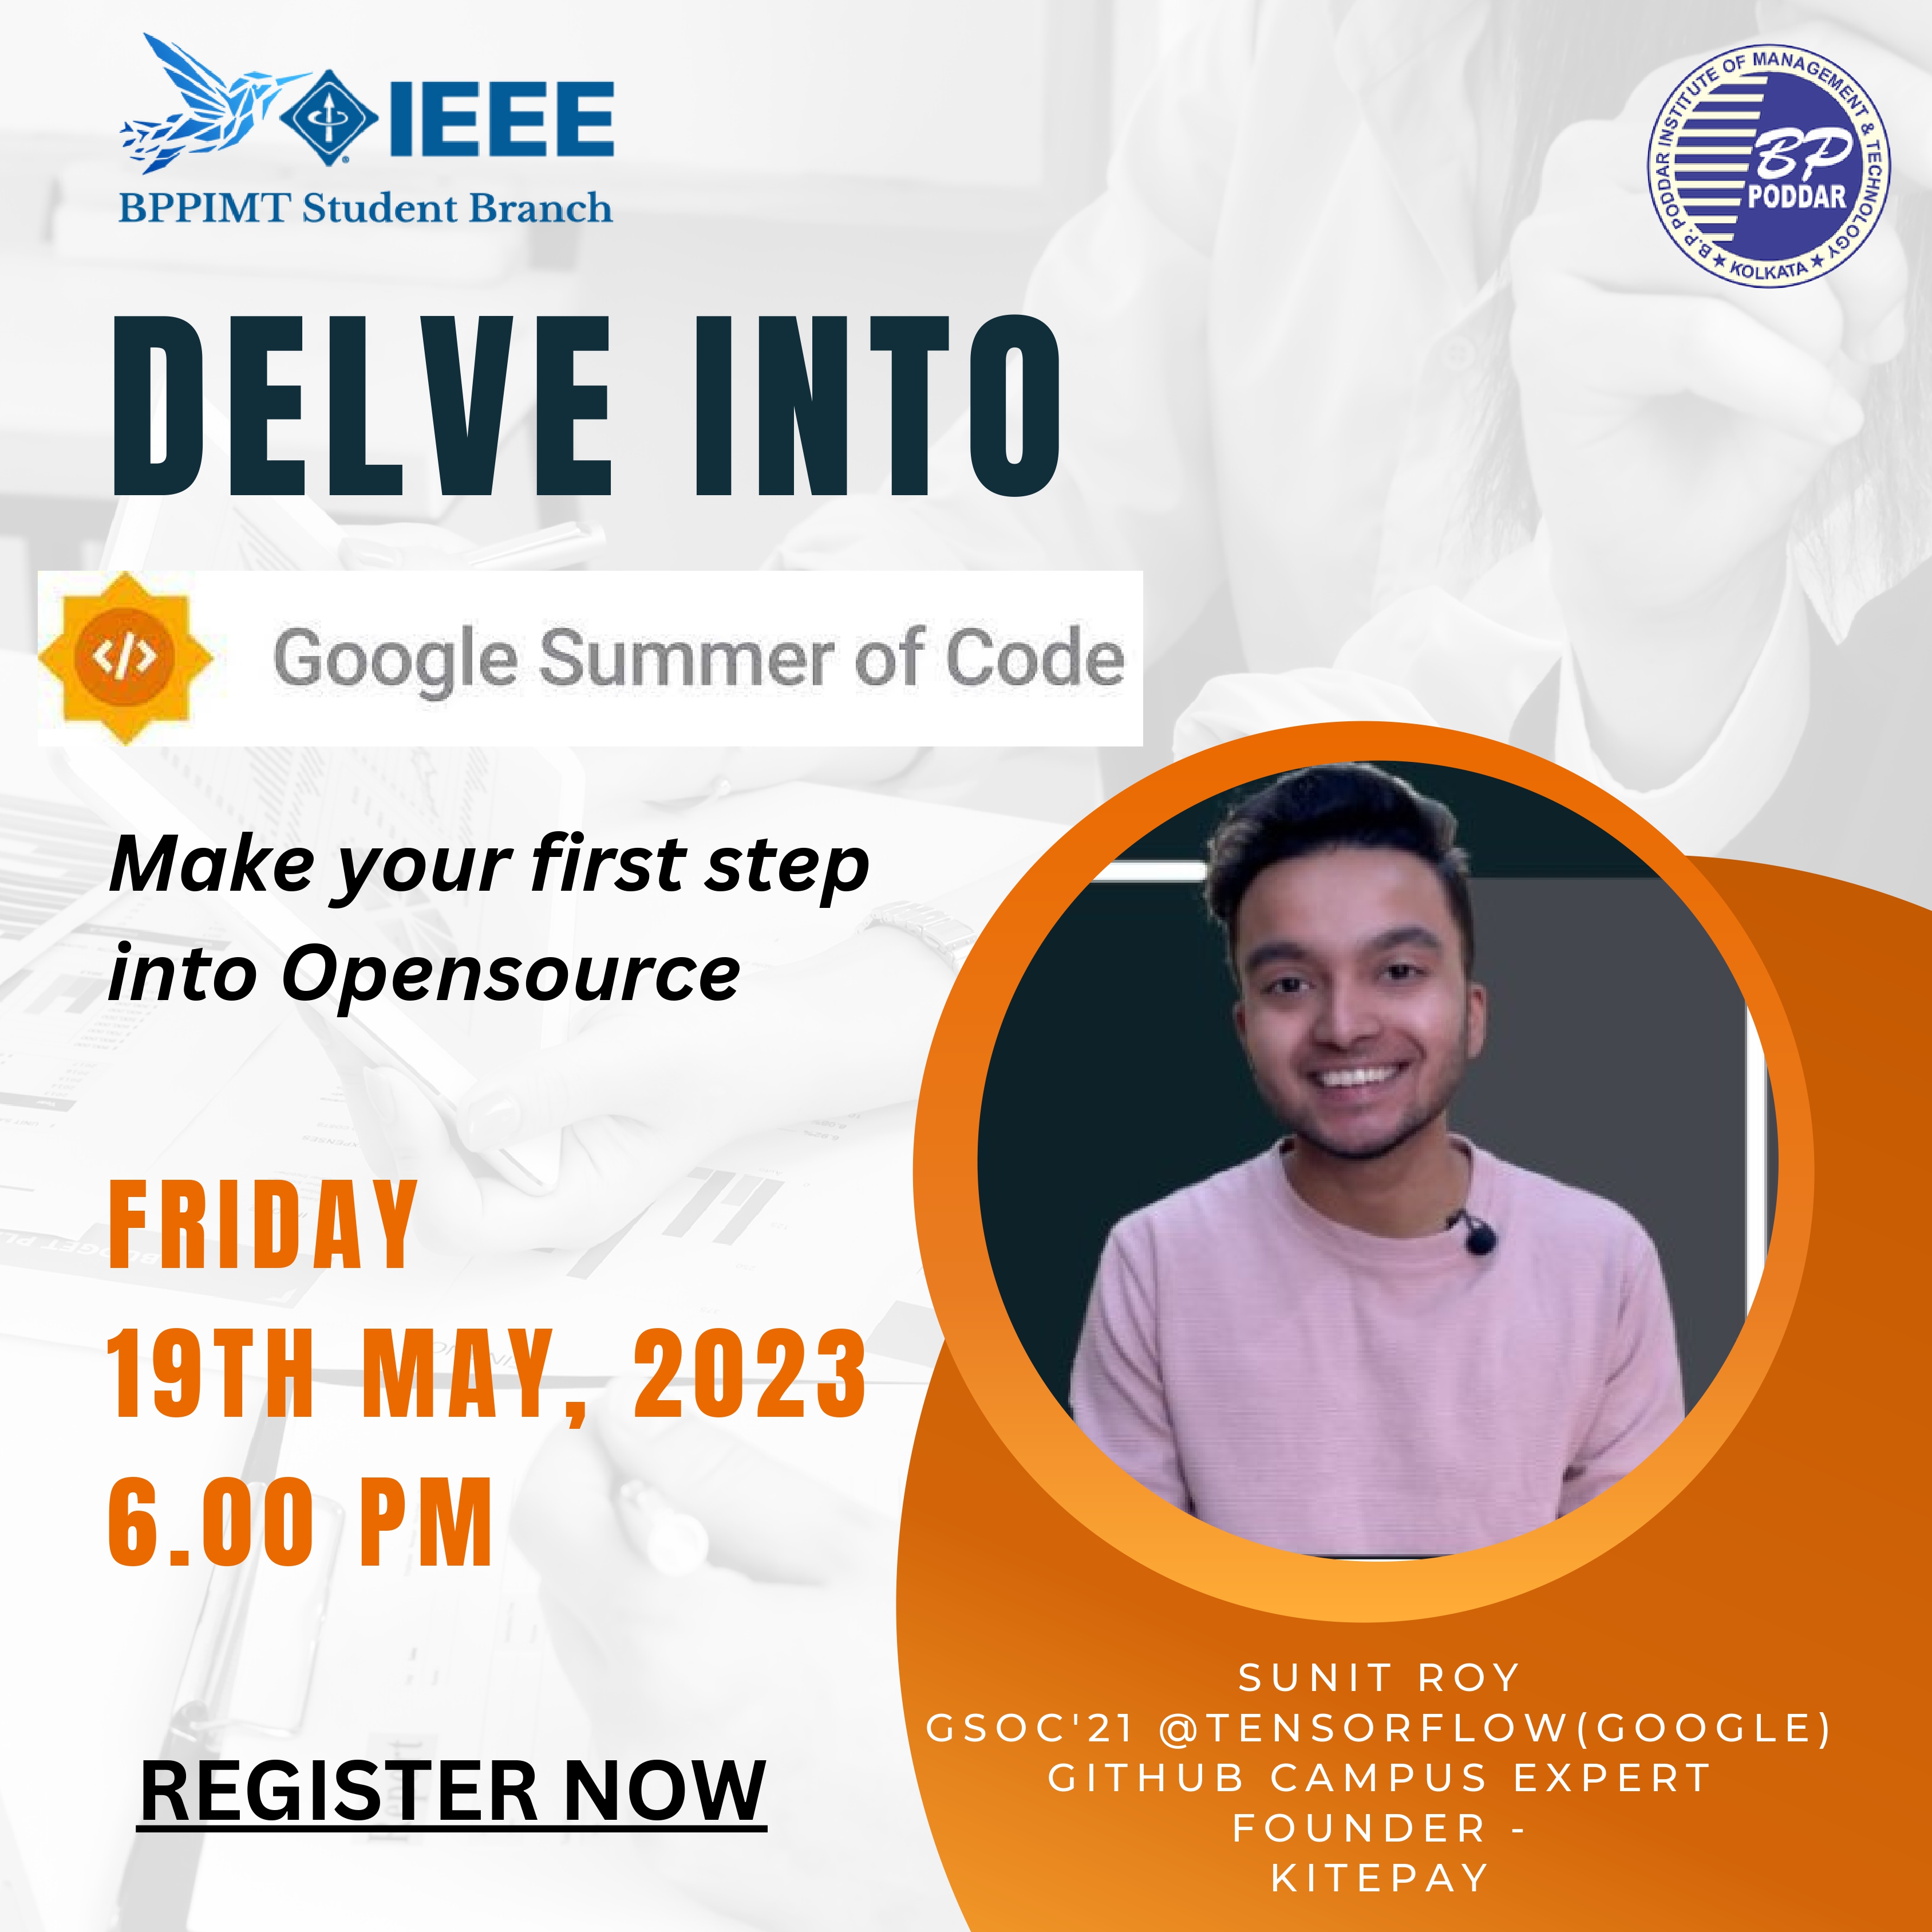 IEEE
BPPIMT Student Branch
B.P. PODDAR INSTITUTE OF MANAGEMENT & TECHNOLOGY
★ KOLKATA ★
BP
PODDAR
DELVE INTO
</>
Google Summer of Code
Make your first step
into Opensource
FRIDAY
19TH MAY, 2023
6.00 PM
REGISTER NOW
SUNIT ROY
GSOC'21 @TENSORFLOW(GOOGLE)
GITHUB CAMPUS EXPERT
FOUNDER -
KITEPAY